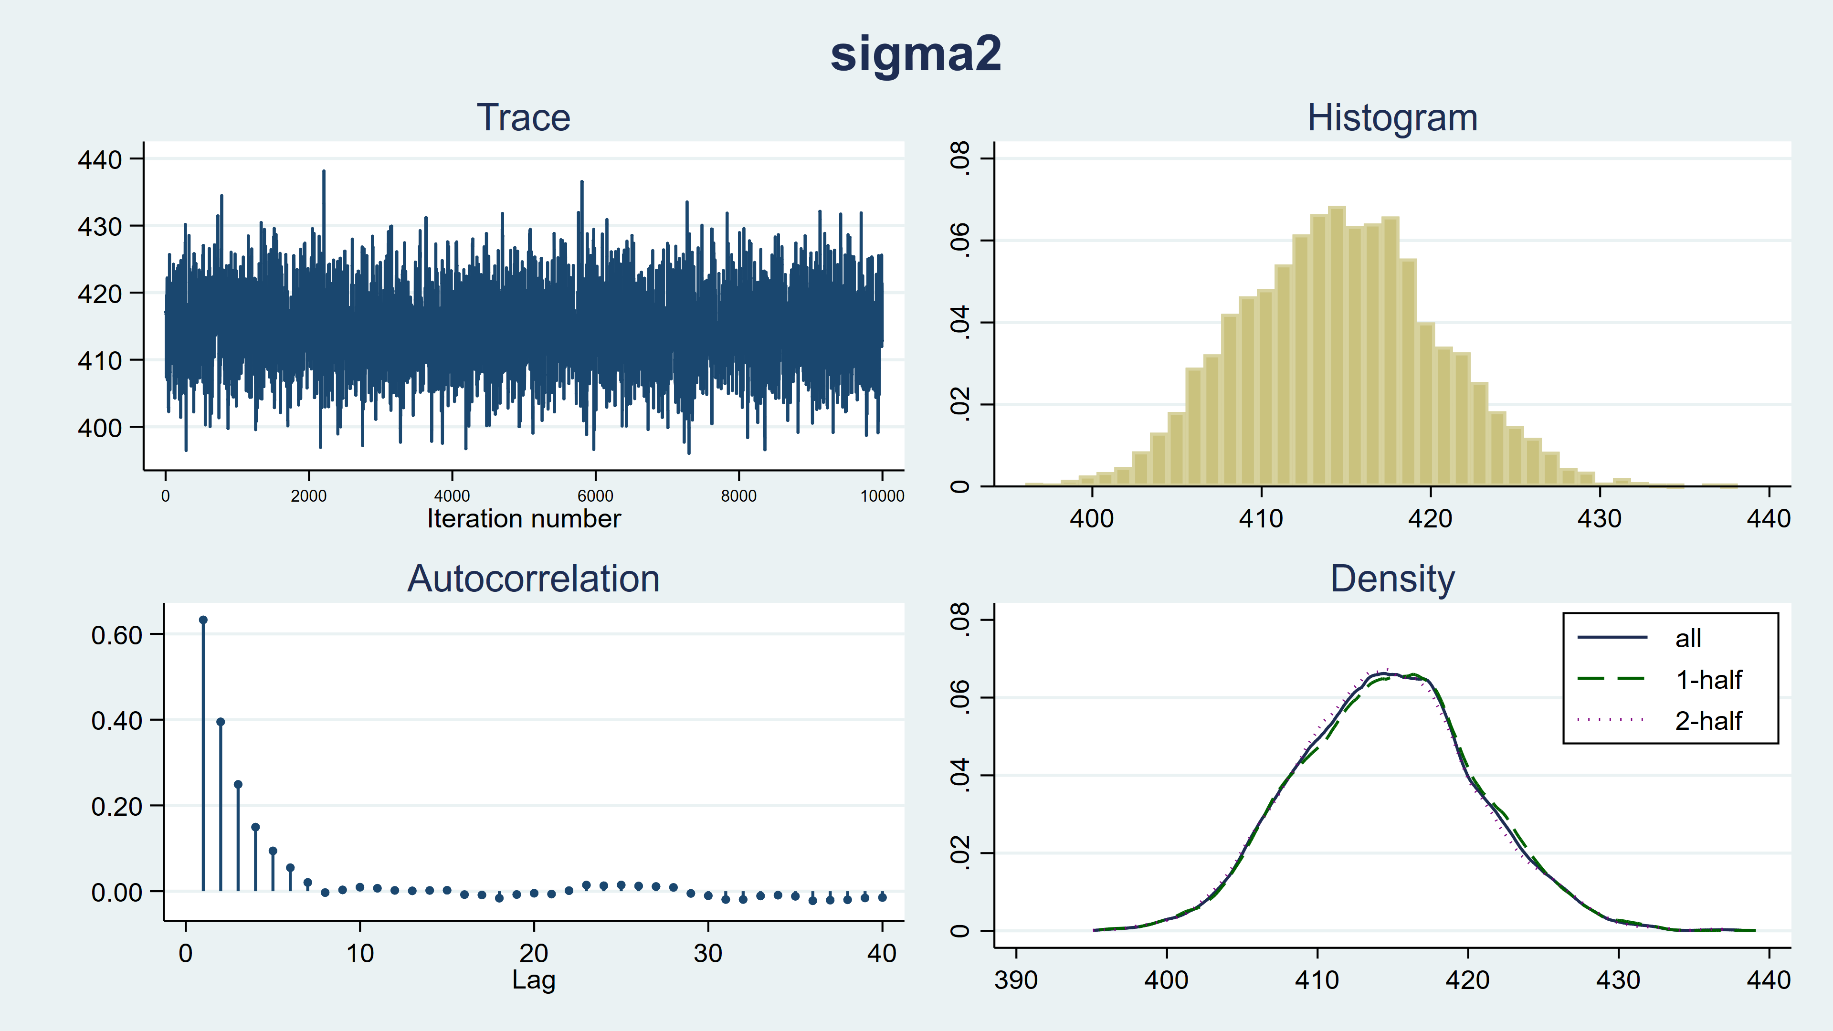 sigma2
Trace
440
430
420
410
400
0 2000 4000 6000 8000 10000
Iteration number
Histogram
.08
.06
.04
.02
0
400 410 420 430 440
Autocorrelation
0.60
0.40
0.20
0.00
0 10 20 30 40
Lag
Density
.08
.06
.04
.02
0
390 400 410 420 430 440
all
1-half
2-half